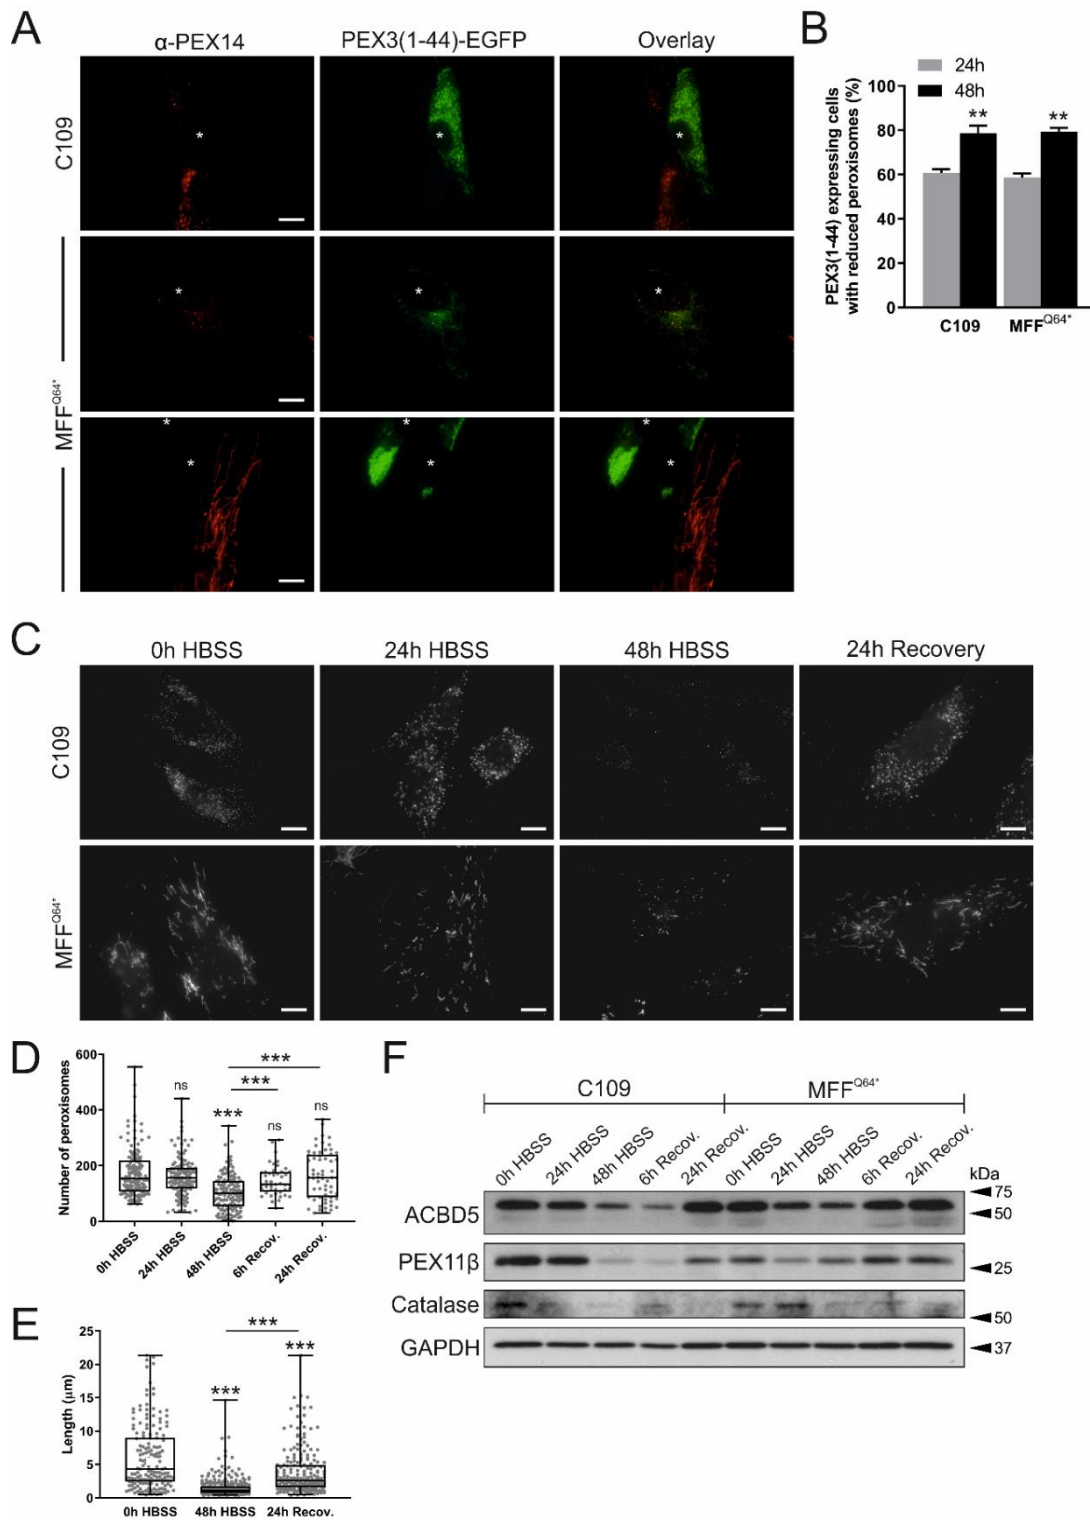 A
α-PEX14
PEX3(1-44)-EGFP
Overlay
C109
*
*
*
MFFQ64*
*
*
*
*
*
*
*
*
*
B
24h
48h
PEX3(1-44) expressing cells
with reduced peroxisomes (%)
100
80
60
40
20
0
**
**
C109
MFFQ64*
C
0h HBSS
24h HBSS
48h HBSS
24h Recovery
C109
MFFQ64*
D
Number of peroxisomes
600
400
200
0
ns
***
***
***
ns
ns
0h HBSS
24h HBSS
48h HBSS
6h Recov.
24h Recov.
E
Length (μm)
25
20
15
10
5
0
***
***
***
0h HBSS
48h HBSS
24h Recov.
F
C109
MFFQ64*
0h HBSS
24h HBSS
48h HBSS
6h Recov.
24h Recov.
0h HBSS
24h HBSS
48h HBSS
6h Recov.
24h Recov.
kDa
ACBD5
75
50
PEX11β
25
Catalase
50
GAPDH
37